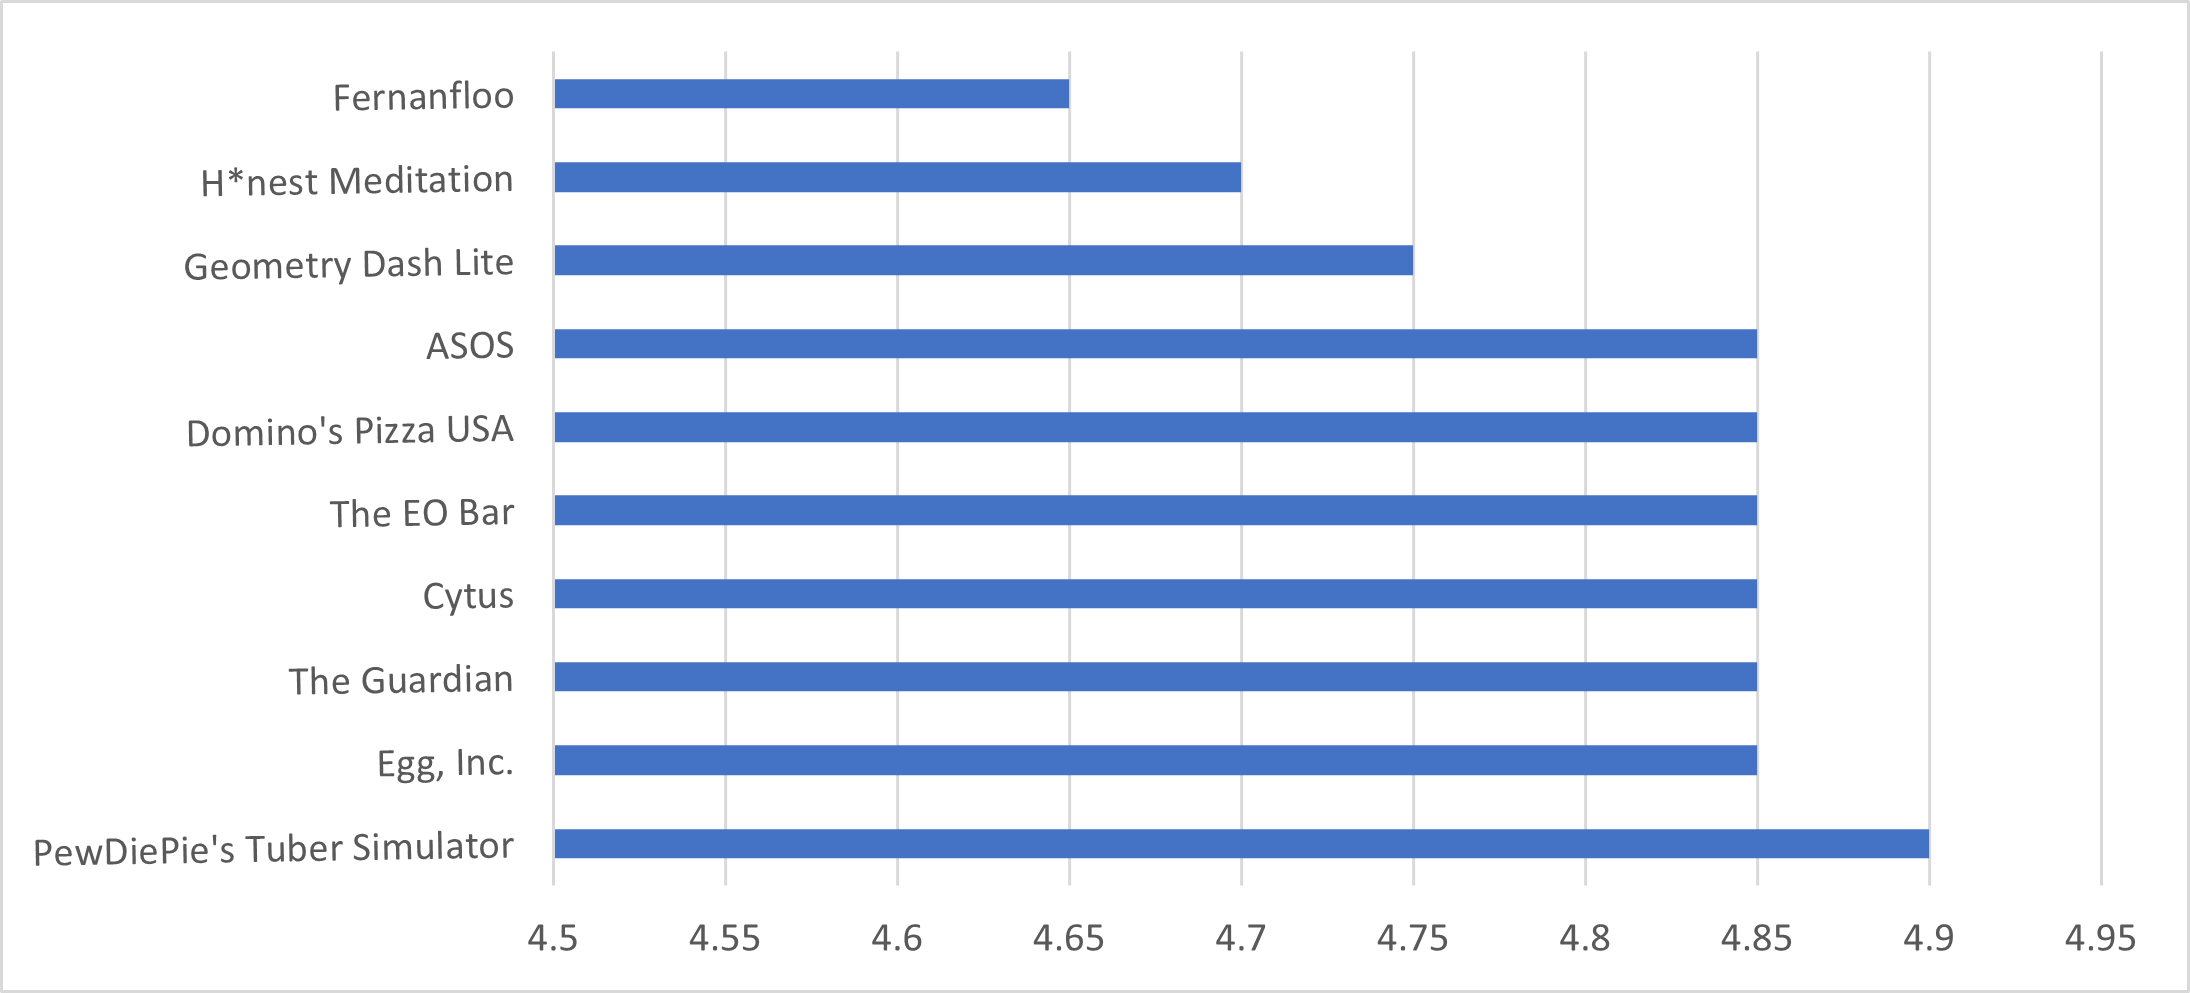 Fernanfloo
H*nest Meditation
Geometry Dash Lite
ASOS
Domino's Pizza USA
The EO Bar
Cytus
The Guardian
Egg, Inc.
PewDiePie's Tuber Simulator
4.5 4.55 4.6 4.65 4.7 4.75 4.8 4.85 4.9 4.95